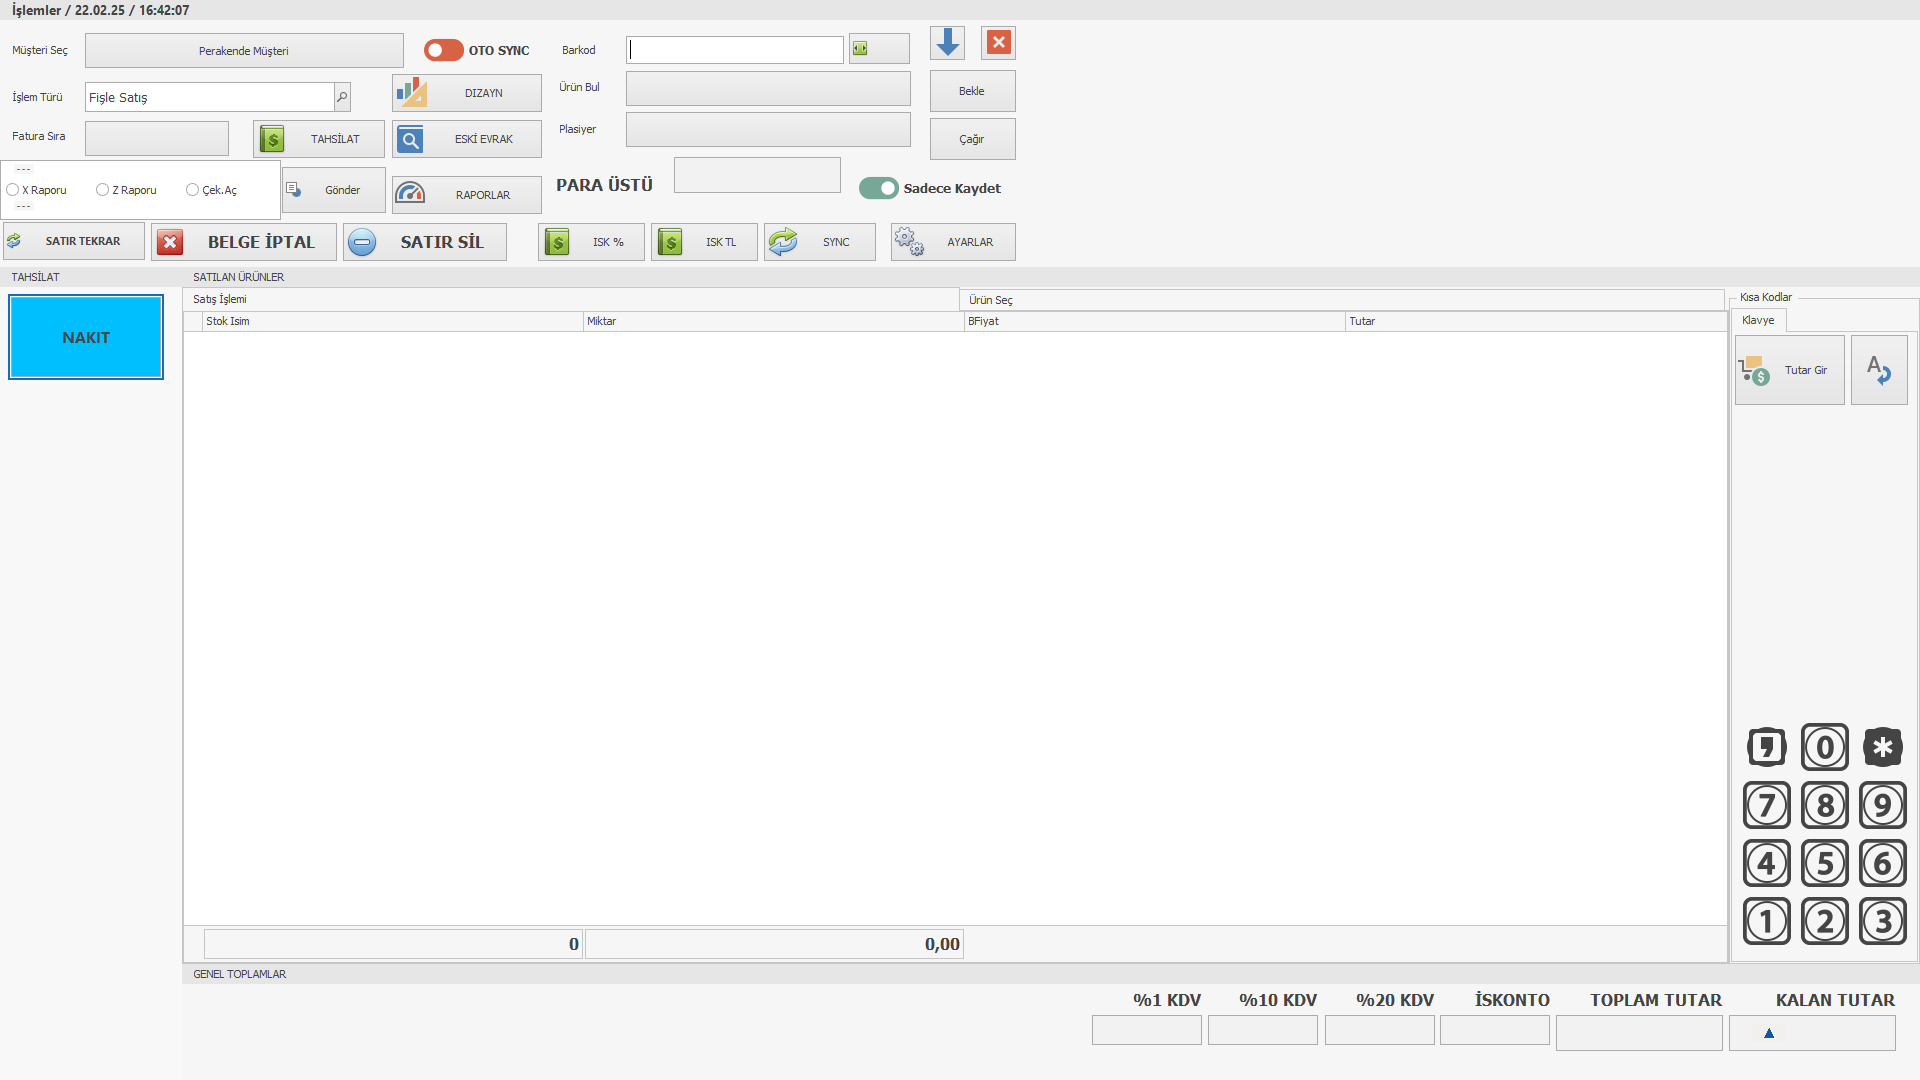 İşlemler / 22.02.25 / 16:42:07
Müşteri Seç
Perakende Müşteri
OTO SYNC
Barkod
İşlem Türü
Fişle Satış
DIZAYN
Ürün Bul
Bekle
Fatura Sıra
TAHSİLAT
ESKİ EVRAK
Plasiyer
Çağır
---
X Raporu
Z Raporu
Çek.Aç
---
Gönder
RAPORLAR
PARA ÜSTÜ
Sadece Kaydet
SATIR TEKRAR
BELGE İPTAL
SATIR SİL
ISK %
ISK TL
SYNC
AYARLAR
TAHSİLAT
SATILAN ÜRÜNLER
NAKIT
Satış İşlemi
Ürün Seç
Stok Isim
Miktar
BFiyat
Tutar
Kısa Kodlar
Klavye
Tutar Gir
A
, 0 *
7 8 9
4 5 6
1 2 3
0
0,00
GENEL TOPLAMLAR
%1 KDV
%10 KDV
%20 KDV
İSKONTO
TOPLAM TUTAR
KALAN TUTAR